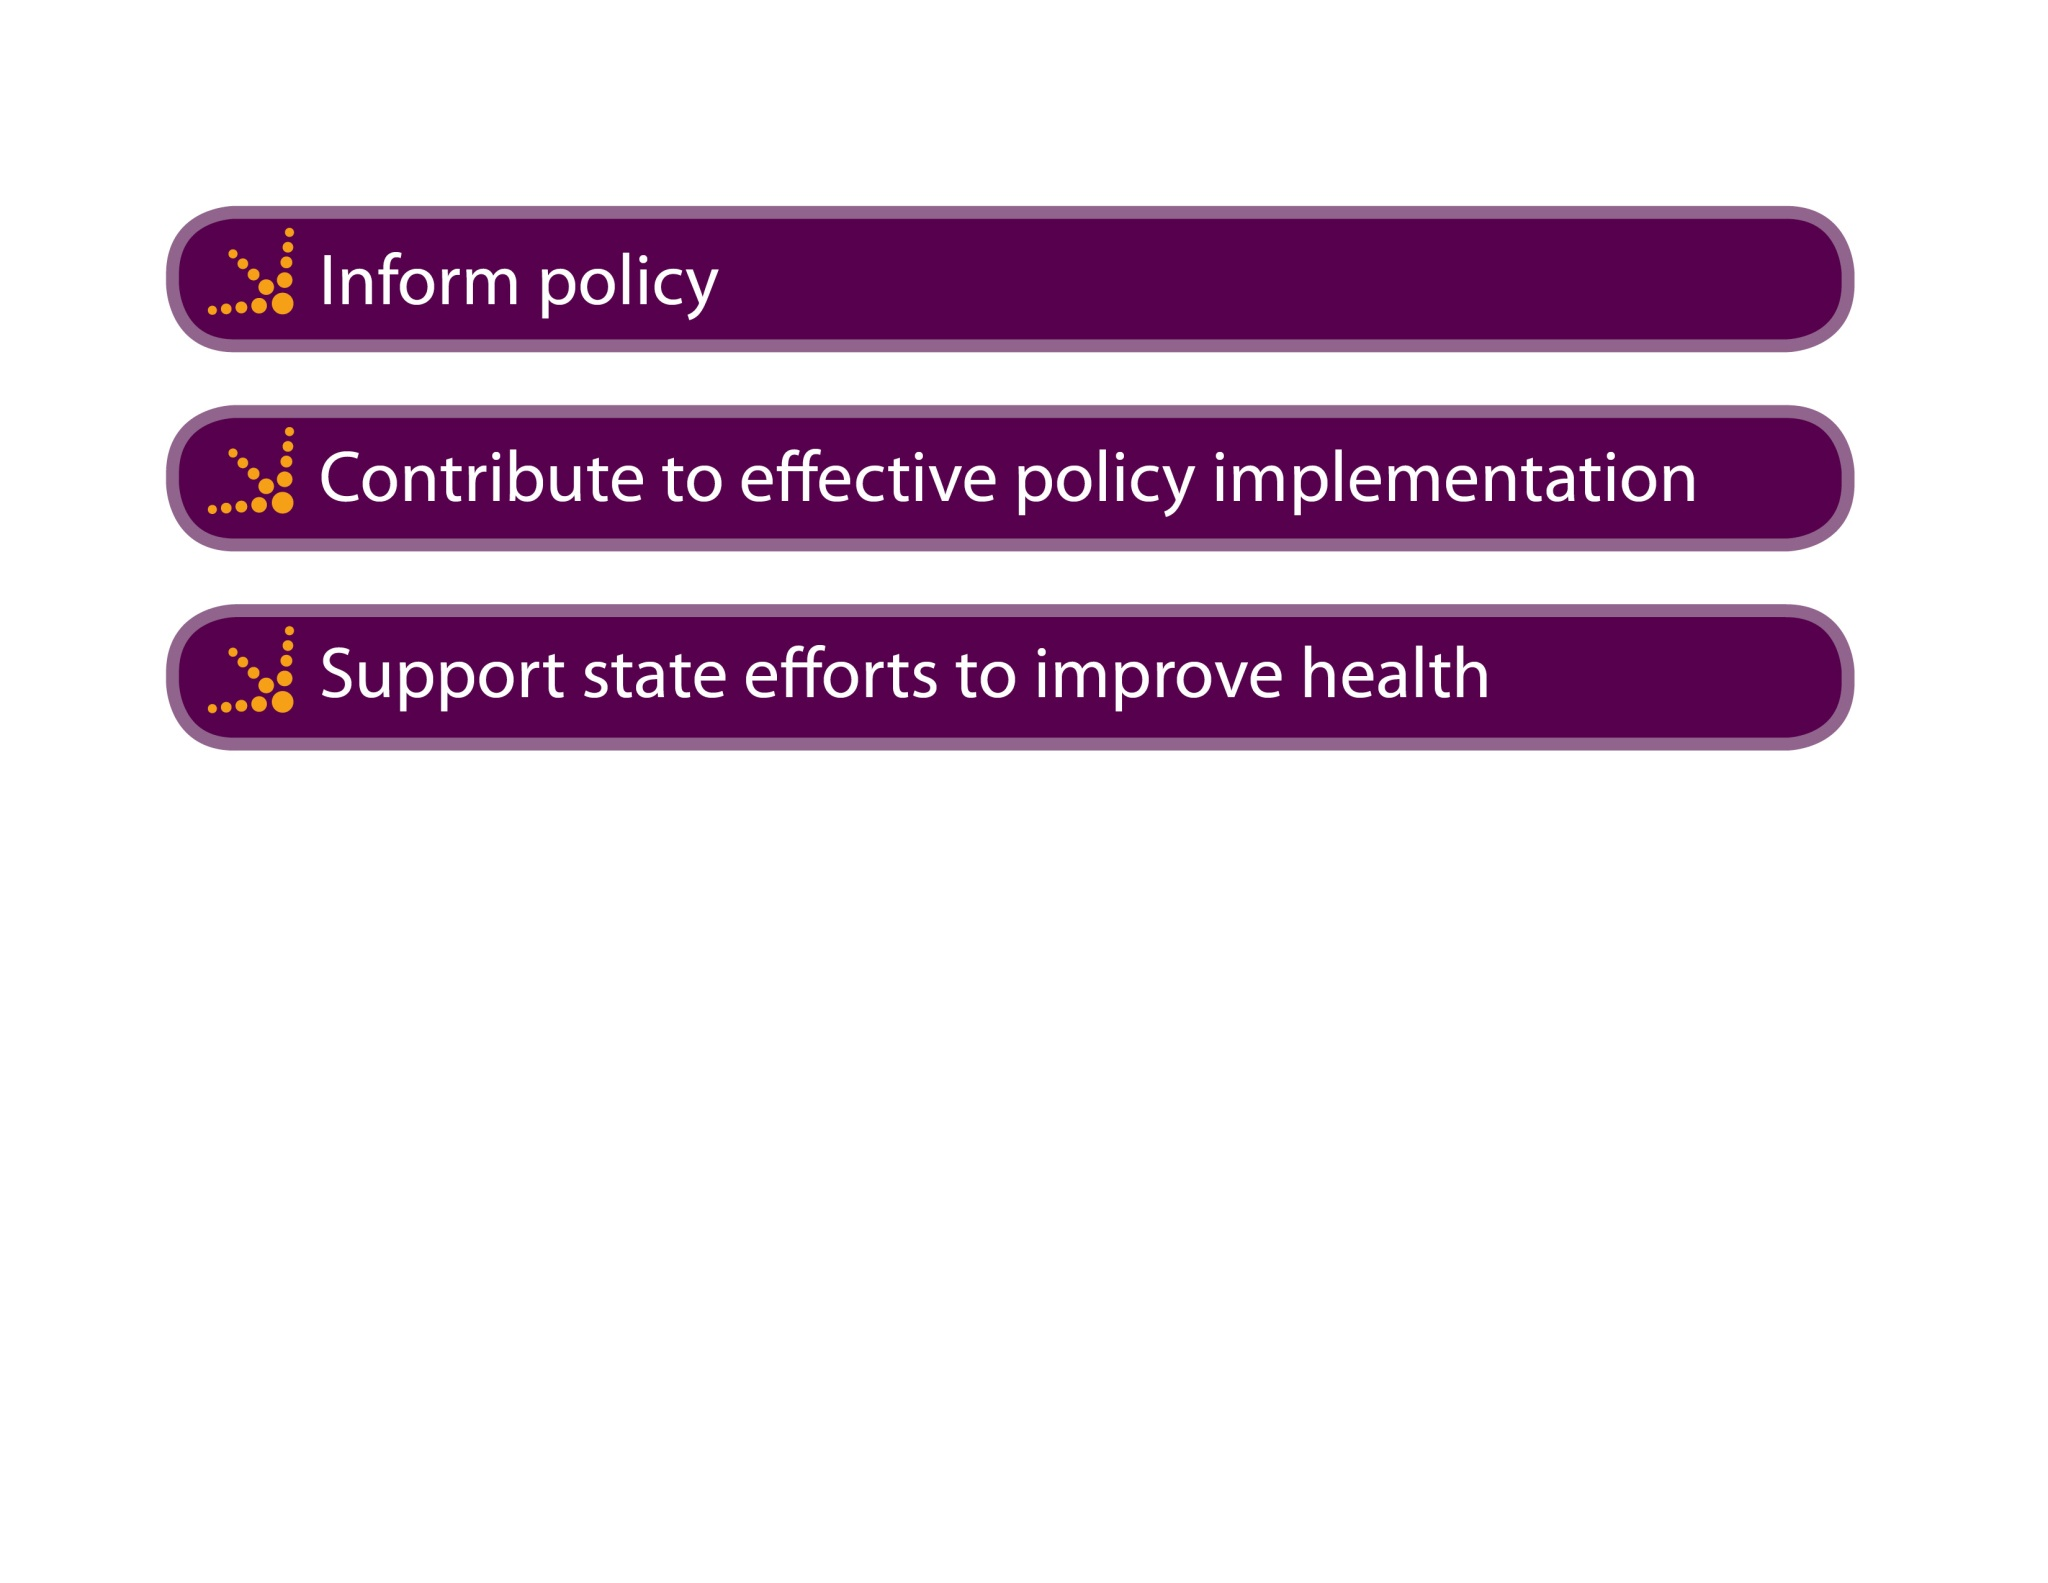 Inform policy
Contribute to effective policy implementation
Support state efforts to improve health